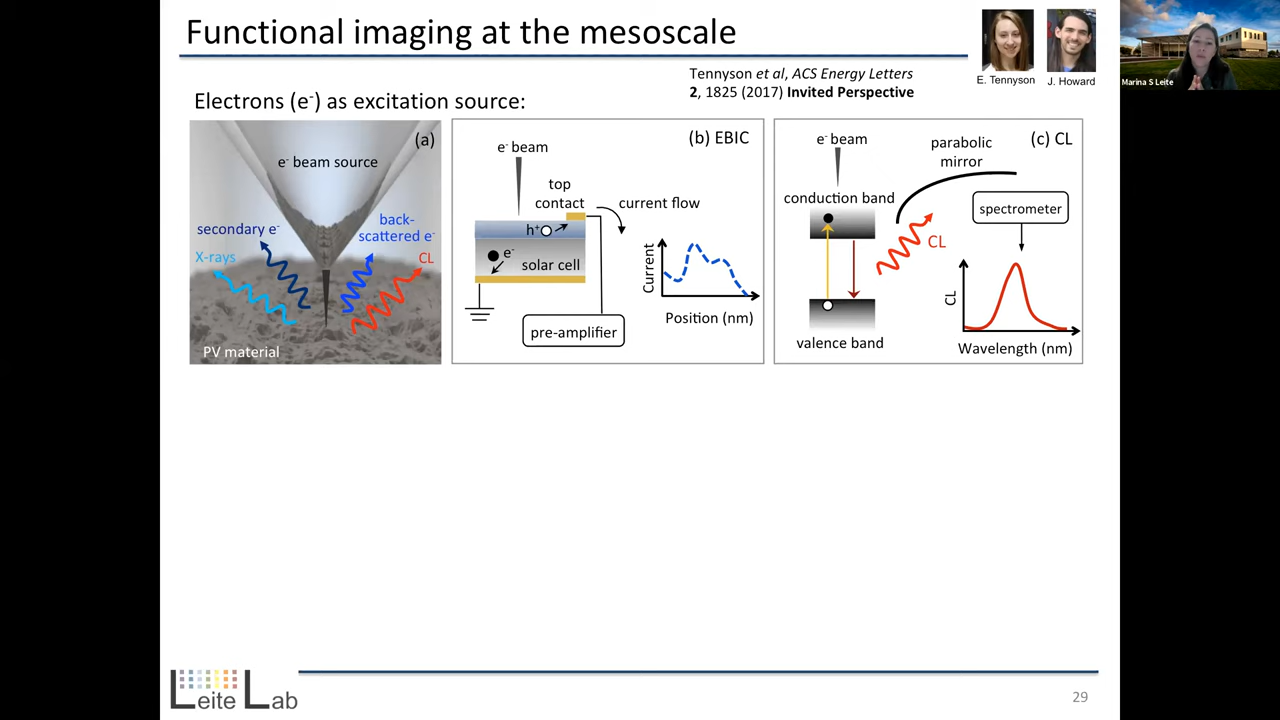 Functional imaging at the mesoscale
E. Tennyson
J. Howard
Marina S Leite
Tennyson et al, ACS Energy Letters
2, 1825 (2017) Invited Perspective
Electrons (e-) as excitation source:
(a)
e- beam source
secondary e-
back-
scattered e-
X-rays
CL
PV material
(b) EBIC
e- beam
top
contact
current flow
h+
e-
solar cell
pre-amplifier
Current
Position (nm)
(c) CL
e- beam
parabolic
mirror
conduction band
spectrometer
CL
valence band
CL
Wavelength (nm)
Leite Lab
29